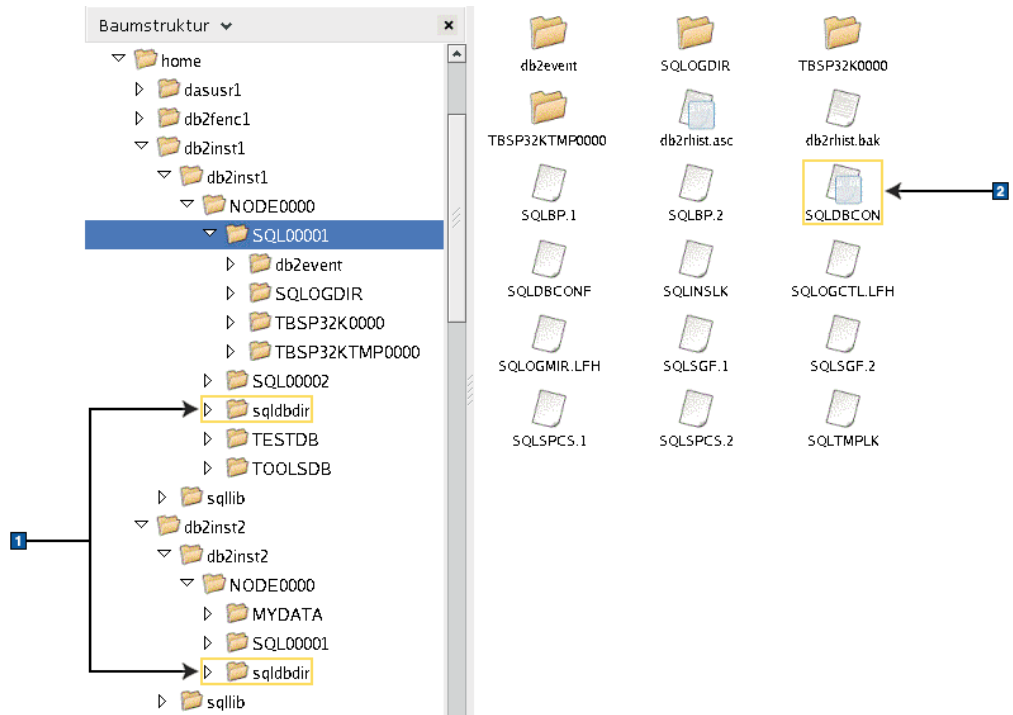 Baumstruktur
home
dasusr1
db2fenc1
db2inst1
db2inst1
NODE0000
SQL00001
db2event
SQLOGDIR
TBSP32K0000
TBSP32KTMP0000
SQL00002
sqldbdir
TESTDB
TOOLSDB
sqllib
db2inst2
db2inst2
NODE0000
MYDATA
SQL00001
sqldbdir
sqllib
1
db2event SQLOGDIR TBSP32K0000
TBSP32KTMP0000 db2rhist.asc db2rhist.bak
SQLBP.1 SQLBP.2 SQLDBCON
2
SQLDBCONF SQLINSLK SQLOGCTL.LFH
SQLOGMIR.LFH SQLSGF.1 SQLSGF.2
SQLSPCS.1 SQLSPCS.2 SQLTMPLK